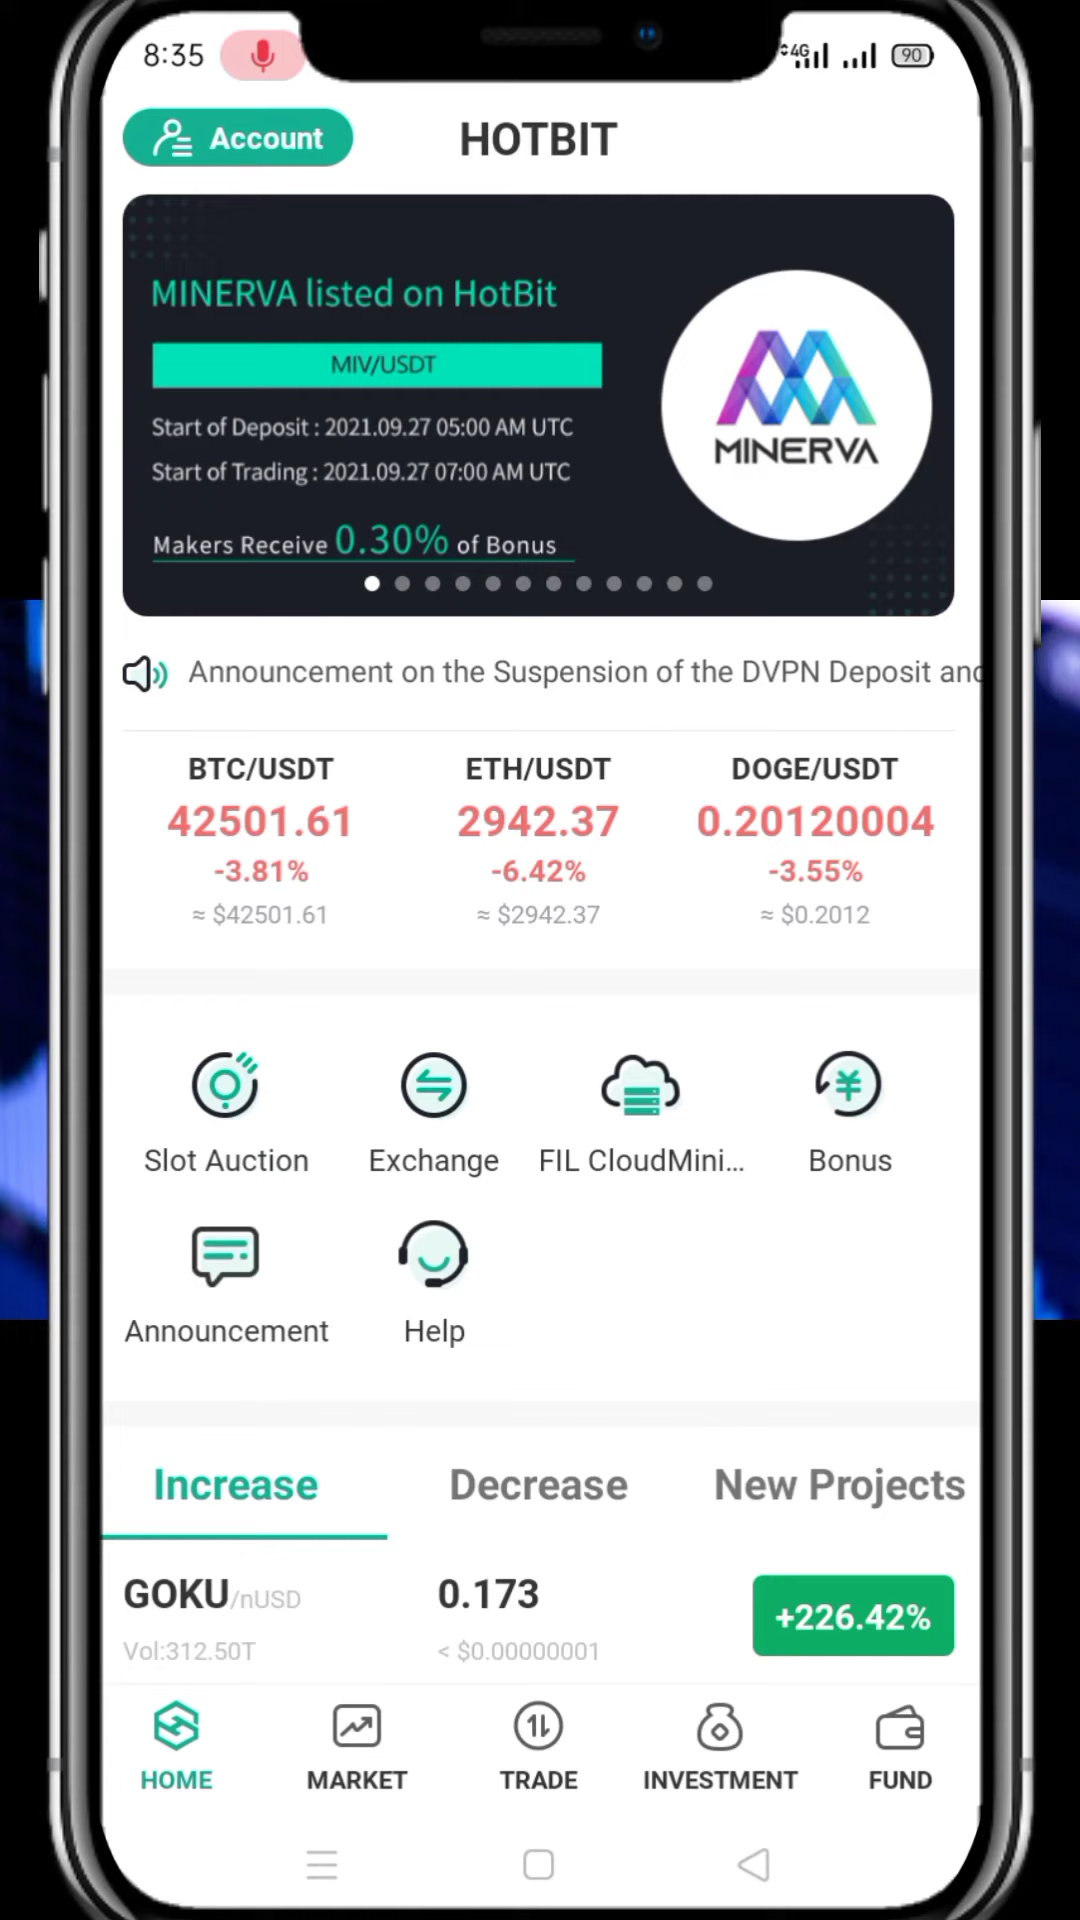 8:35
4G
90
Account
HOTBIT
MINERVA listed on HotBit
MIV/USDT
Start of Deposit : 2021.09.27 05:00 AM UTC
Start of Trading : 2021.09.27 07:00 AM UTC
Makers Receive 0.30% of Bonus
MINERVA
Announcement on the Suspension of the DVPN Deposit and
BTC/USDT ETH/USDT DOGE/USDT
42501.61 2942.37 0.20120004
-3.81% -6.42% -3.55%
≈ $42501.61 ≈ $2942.37 ≈ $0.2012
Slot Auction Exchange FIL CloudMini... Bonus
Announcement Help
Increase Decrease New Projects
GOKU/nUSD 0.173 +226.42%
Vol:312.50T < $0.00000001
HOME MARKET TRADE INVESTMENT FUND